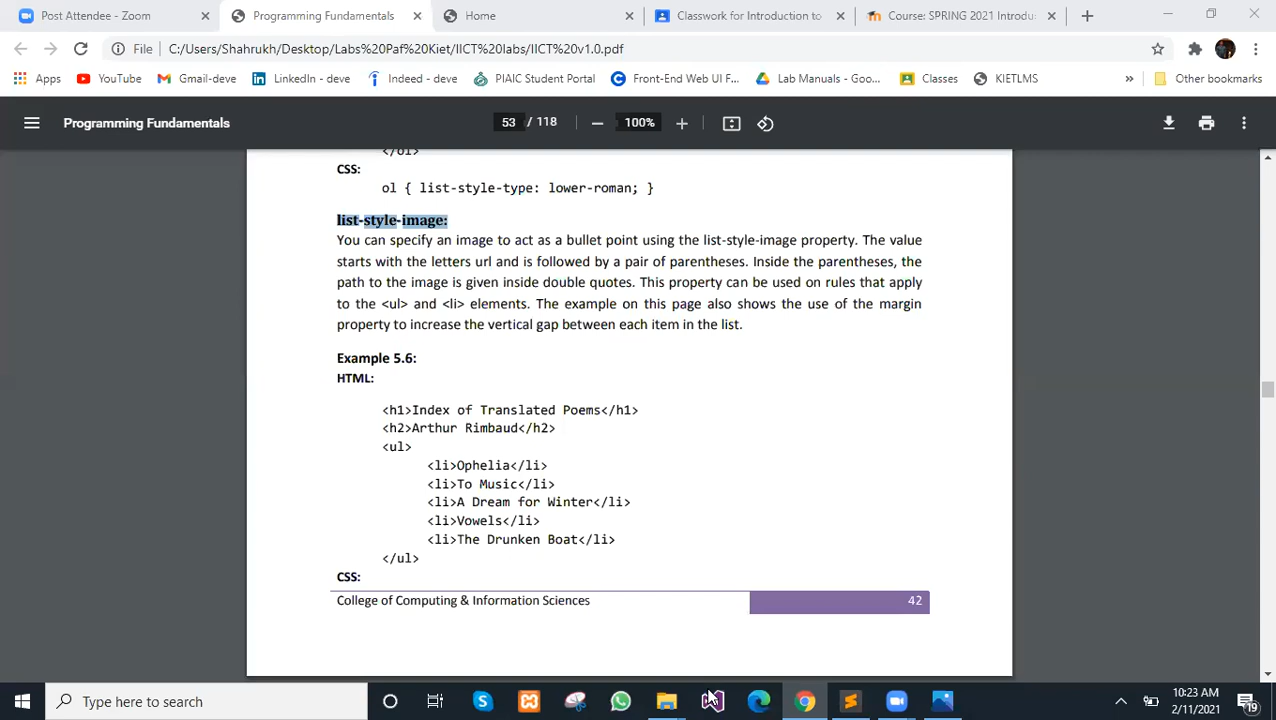 Post Attendee - Zoom
Programming Fundamentals
Home
Classwork for Introduction to
Course: SPRING 2021 Introdu
File
C:/Users/Shahrukh/Desktop/Labs%20Paf%20Kiet/IICT%20labs/IICT%20v1.0.pdf
Apps
YouTube
Gmail-deve
LinkedIn - deve
Indeed - deve
PIAIC Student Portal
Front-End Web UI F...
Lab Manuals - Goo...
Classes
KIETLMS
»
Other bookmarks
Programming Fundamentals
53 / 118
100%
</ol>
CSS:
ol { list-style-type: lower-roman; }
list-style-image:
You can specify an image to act as a bullet point using the list-style-image property. The value
starts with the letters url and is followed by a pair of parentheses. Inside the parentheses, the
path to the image is given inside double quotes. This property can be used on rules that apply
to the <ul> and <li> elements. The example on this page also shows the use of the margin
property to increase the vertical gap between each item in the list.
Example 5.6:
HTML:
<h1>Index of Translated Poems</h1>
<h2>Arthur Rimbaud</h2>
<ul>
<li>Ophelia</li>
<li>To Music</li>
<li>A Dream for Winter</li>
<li>Vowels</li>
<li>The Drunken Boat</li>
</ul>
CSS:
College of Computing & Information Sciences
42
Type here to search
10:23 AM
2/11/2021
19